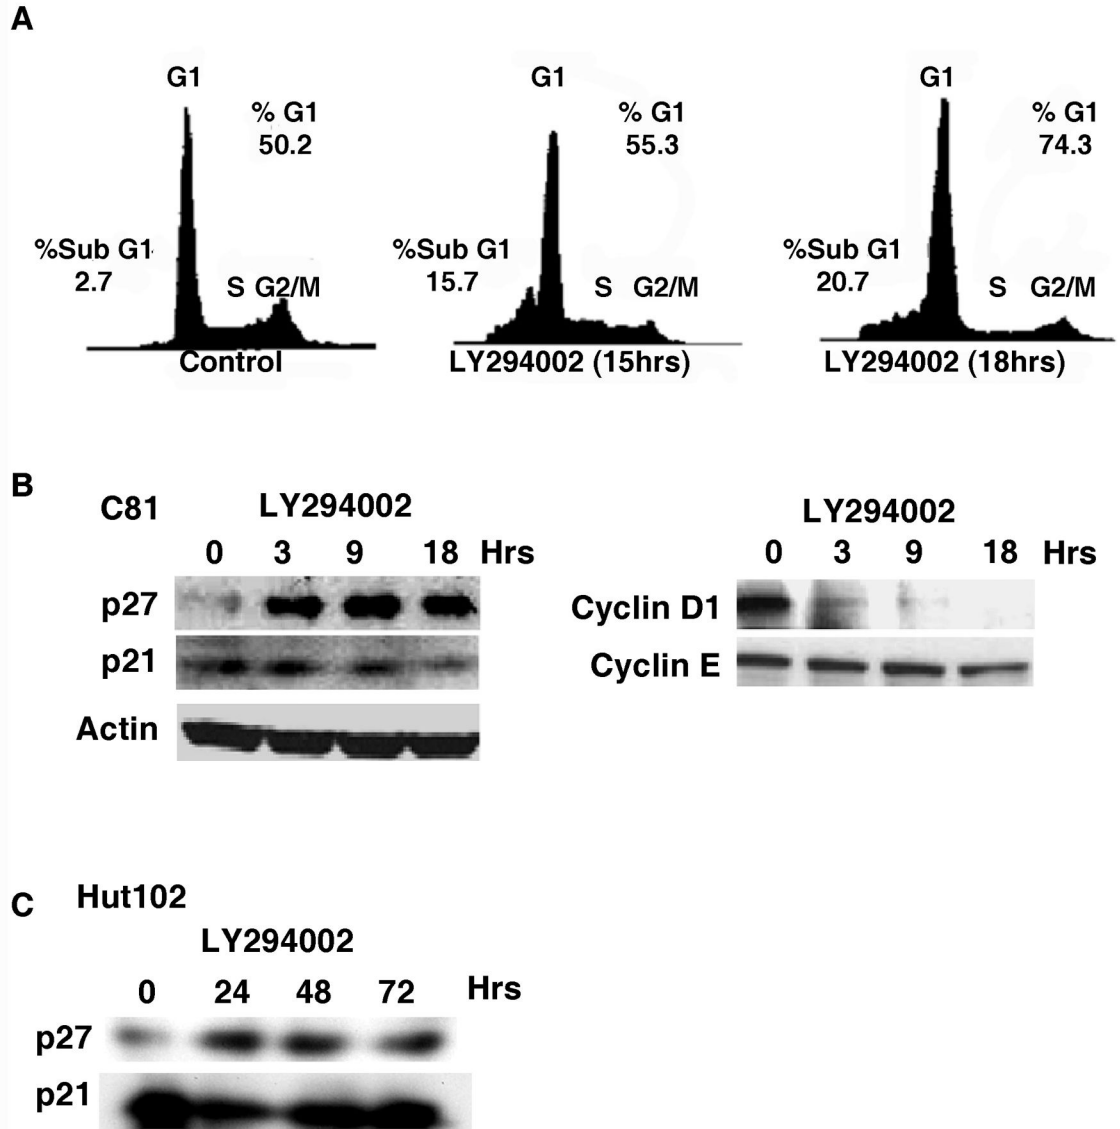 A
G1
% G1
50.2
%Sub G1
2.7
S G2/M
Control
G1
% G1
55.3
%Sub G1
15.7
S G2/M
LY294002 (15hrs)
G1
% G1
74.3
%Sub G1
20.7
S G2/M
LY294002 (18hrs)
B
C81 LY294002
0 3 9 18 Hrs
p27
p21
Actin
LY294002
0 3 9 18 Hrs
Cyclin D1
Cyclin E
C Hut102
LY294002
0 24 48 72 Hrs
p27
p21